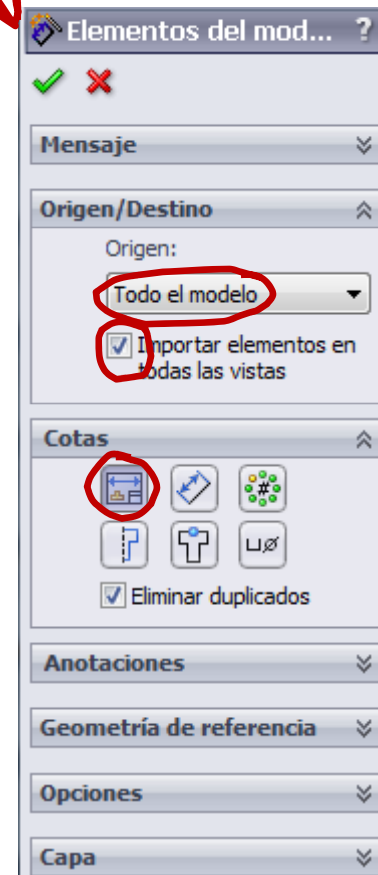 Elementos del mod... ?
Mensaje
Origen/Destino
Origen:
Todo el modelo
Importar elementos en
todas las vistas
Cotas
#
⊔⌀
Eliminar duplicados
Anotaciones
Geometría de referencia
Opciones
Capa